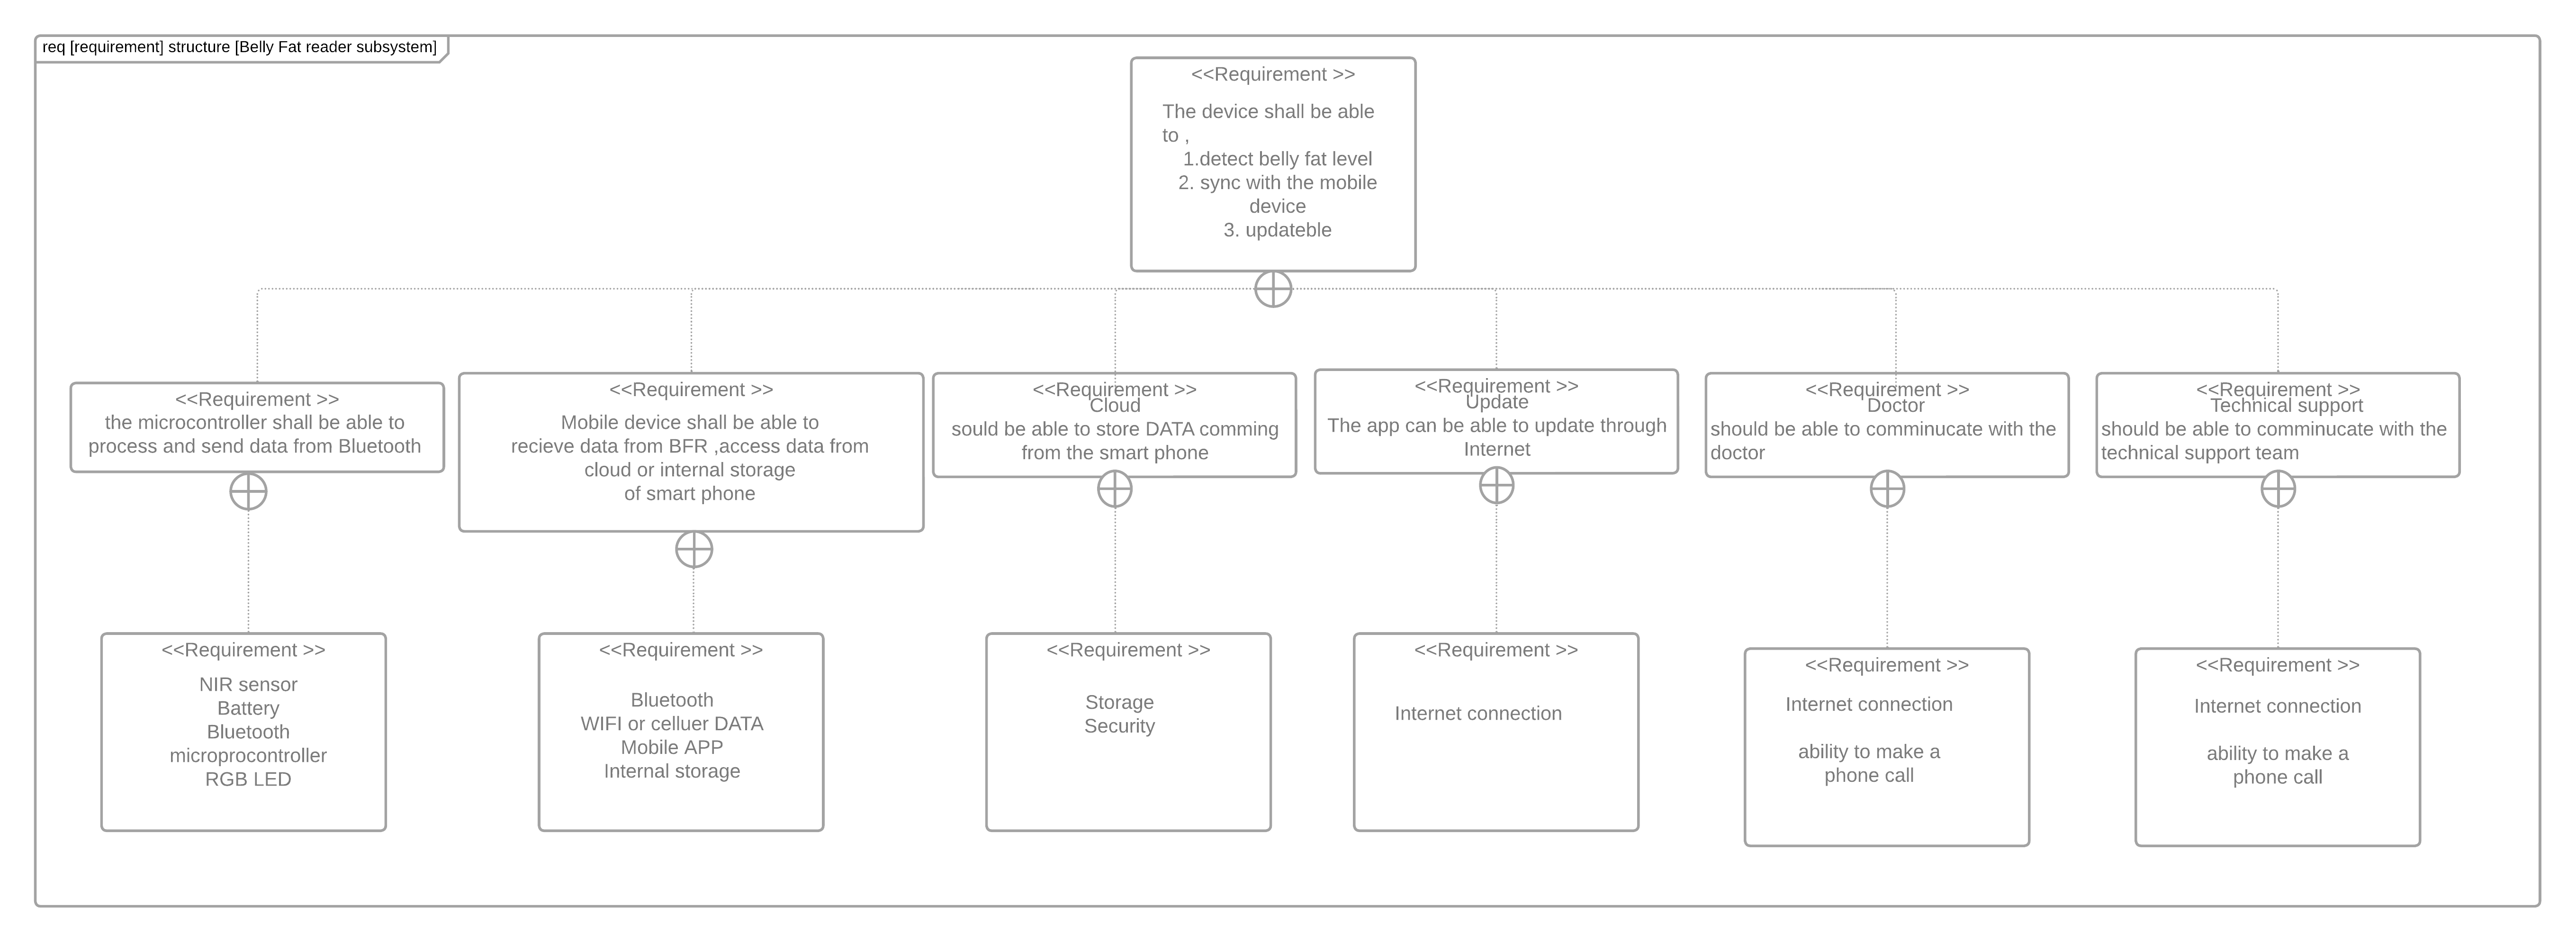 req [requirement] structure [Belly Fat reader subsystem]
<<Requirement >>
The device shall be able
to ,
1.detect belly fat level
2. sync with the mobile
device
3. updateble
<<Requirement >>
the microcontroller shall be able to
process and send data from Bluetooth
<<Requirement >>
Mobile device shall be able to
recieve data from BFR ,access data from
cloud or internal storage
of smart phone
<<Requirement >>
Cloud
sould be able to store DATA comming
from the smart phone
<<Requirement >>
Update
The app can be able to update through
Internet
<<Requirement >>
Doctor
should be able to comminucate with the
doctor
<<Requirement >>
Technical support
should be able to comminucate with the
technical support team
<<Requirement >>
NIR sensor
Battery
Bluetooth
microprocontroller
RGB LED
<<Requirement >>
Bluetooth
WIFI or celluer DATA
Mobile APP
Internal storage
<<Requirement >>
Storage
Security
<<Requirement >>
Internet connection
<<Requirement >>
Internet connection
ability to make a
phone call
<<Requirement >>
Internet connection
ability to make a
phone call